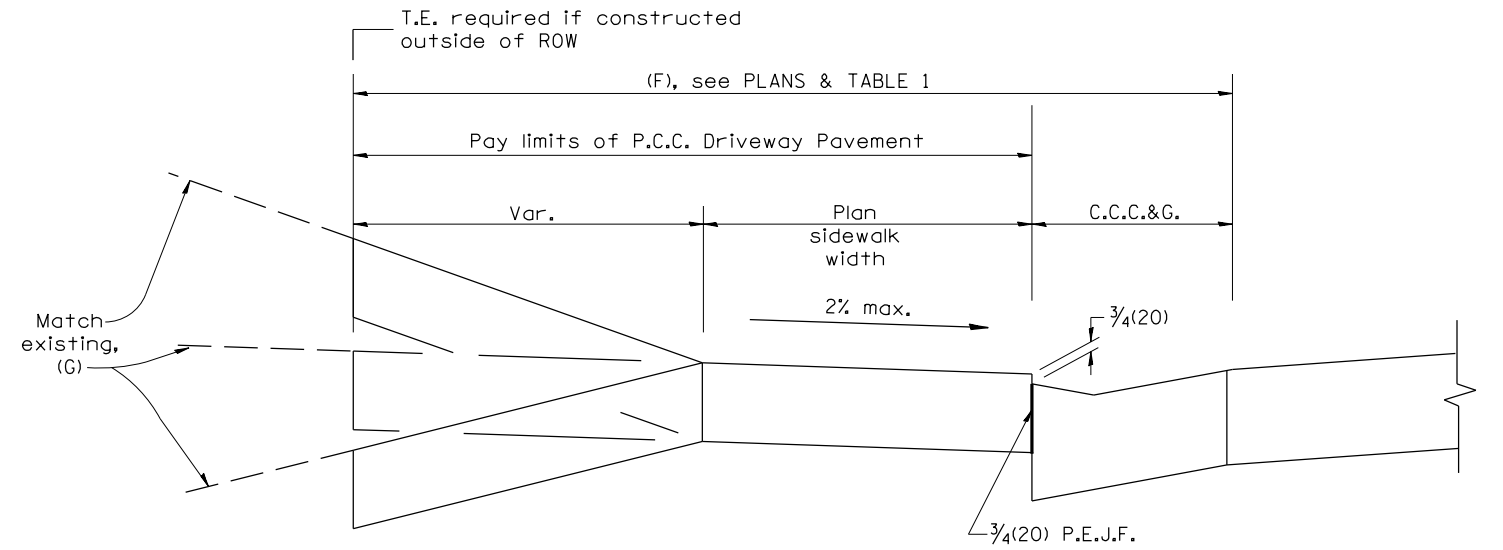 T.E. required if constructed
outside of ROW
(F), see PLANS & TABLE 1
Pay limits of P.C.C. Driveway Pavement
Var.
Plan
sidewalk
width
C.C.C.&G.
2% max.
¾(20)
Match
existing,
(G)
¾(20) P.E.J.F.